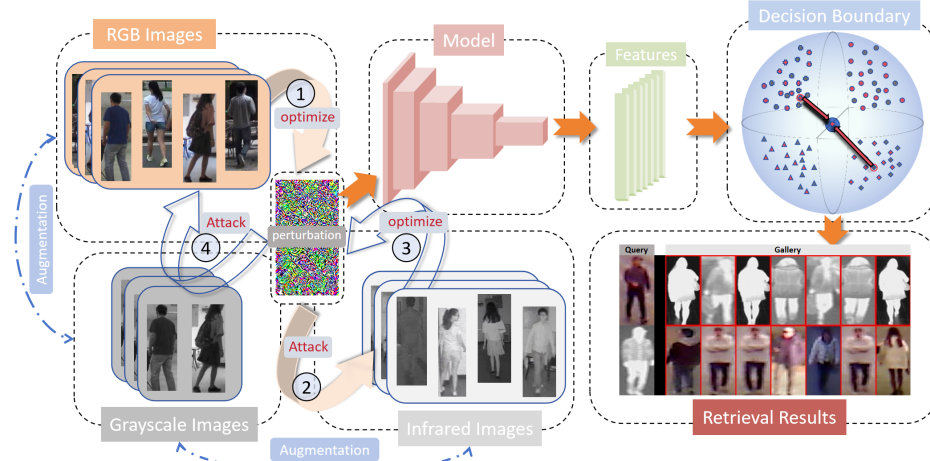 RGB Images
Model
Features
Decision Boundary
1
optimize
Augmentation
Attack
4
perturbation
optimize
3
Query
Gallery
Attack
2
Grayscale Images
Infrared Images
Retrieval Results
Augmentation